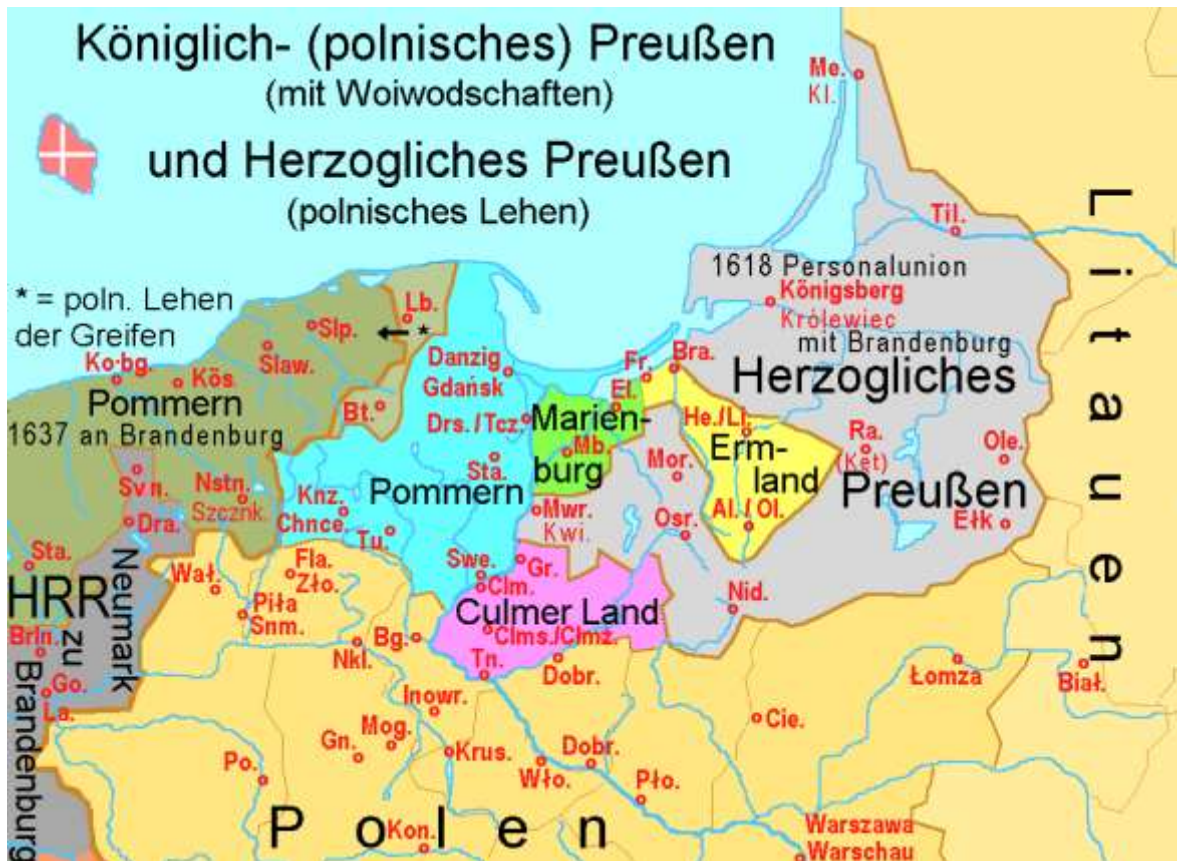 Königlich- (polnisches) Preußen
(mit Woiwodschaften)
und Herzogliches Preußen
(polnisches Lehen)
Me.
Kl.
Til.
Litauen
1618 Personalunion
Königsberg
Królewiec
mit Brandenburg
Herzogliches
Preußen
* = poln. Lehen
der Greifen
Lb.
*
Slp.
Slaw.
Ko·bg.
Kös.
Pommern
1637 an Brandenburg
Bt.
Danzig
Gdańsk
Fr.
Bra.
El.
Drs. / Tcz.
Marien-
burg
Mb.
He./Li.
Erm-
land
Ra.
(Kęt)
Ole.
Sta.
Mor.
Pommern
Svn.
Nstn.
Szcznk.
Knz.
Chnce.
Mwr.
Kwi.
Al. / Ol.
Ełk
Dra.
Tu.
Osr.
Sta.
Neumark
Wał.
Fla.
Zło.
Swe.
Gr.
Clm.
Culmer Land
Nid.
HRR
zu
Brandenburg
Piła
Snm.
Brln.
Bg.
Clms./Clmż.
Nkl.
Tn.
Dobr.
Łomza
Biał.
Go.
La.
Inowr.
Mog.
Gn.
Krus.
Cie.
Po.
Wło.
Dobr.
Pło.
Polen
Kon.
Warszawa
Warschau